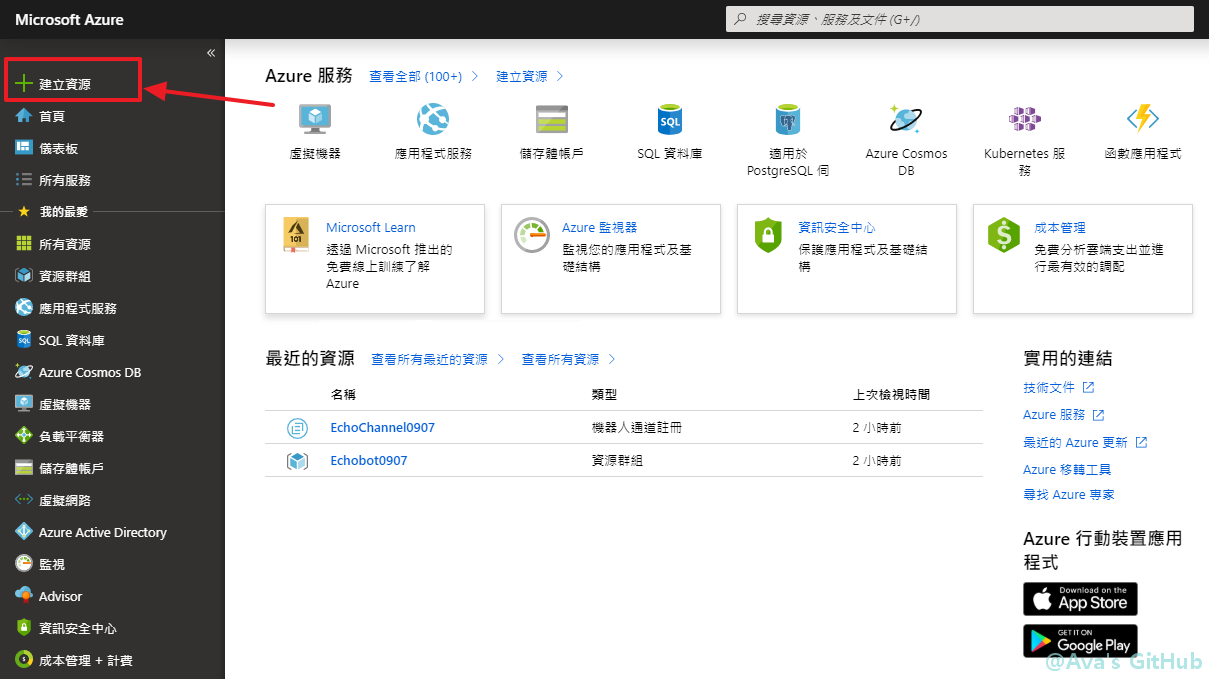 Microsoft Azure
搜尋資源、服務及文件 (G+/)
«
建立資源
首頁
儀表板
所有服務
我的最愛
所有資源
資源群組
應用程式服務
SQL 資料庫
Azure Cosmos DB
虛擬機器
負載平衡器
儲存體帳戶
虛擬網路
Azure Active Directory
監視
Advisor
資訊安全中心
成本管理 + 計費
Azure 服務
查看全部 (100+)
建立資源
虛擬機器
應用程式服務
儲存體帳戶
SQL
SQL 資料庫
適用於
PostgreSQL 伺
Azure Cosmos
DB
Kubernetes 服
務
函數應用程式
101
Microsoft Learn
透過 Microsoft 推出的
免費線上訓練了解
Azure
Azure 監視器
監視您的應用程式及基
礎結構
資訊安全中心
保護應用程式及基礎結
構
成本管理
免費分析雲端支出並進
行最有效的調配
最近的資源
查看所有最近的資源
查看所有資源
名稱 類型 上次檢視時間
EchoChannel0907 機器人通道註冊 2 小時前
Echobot0907 資源群組 2 小時前
實用的連結
技術文件
Azure 服務
最近的 Azure 更新
Azure 移轉工具
尋找 Azure 專家
Azure 行動裝置應用
程式
Download on the
App Store
GET IT ON
Google Play
@Ava's GitHub